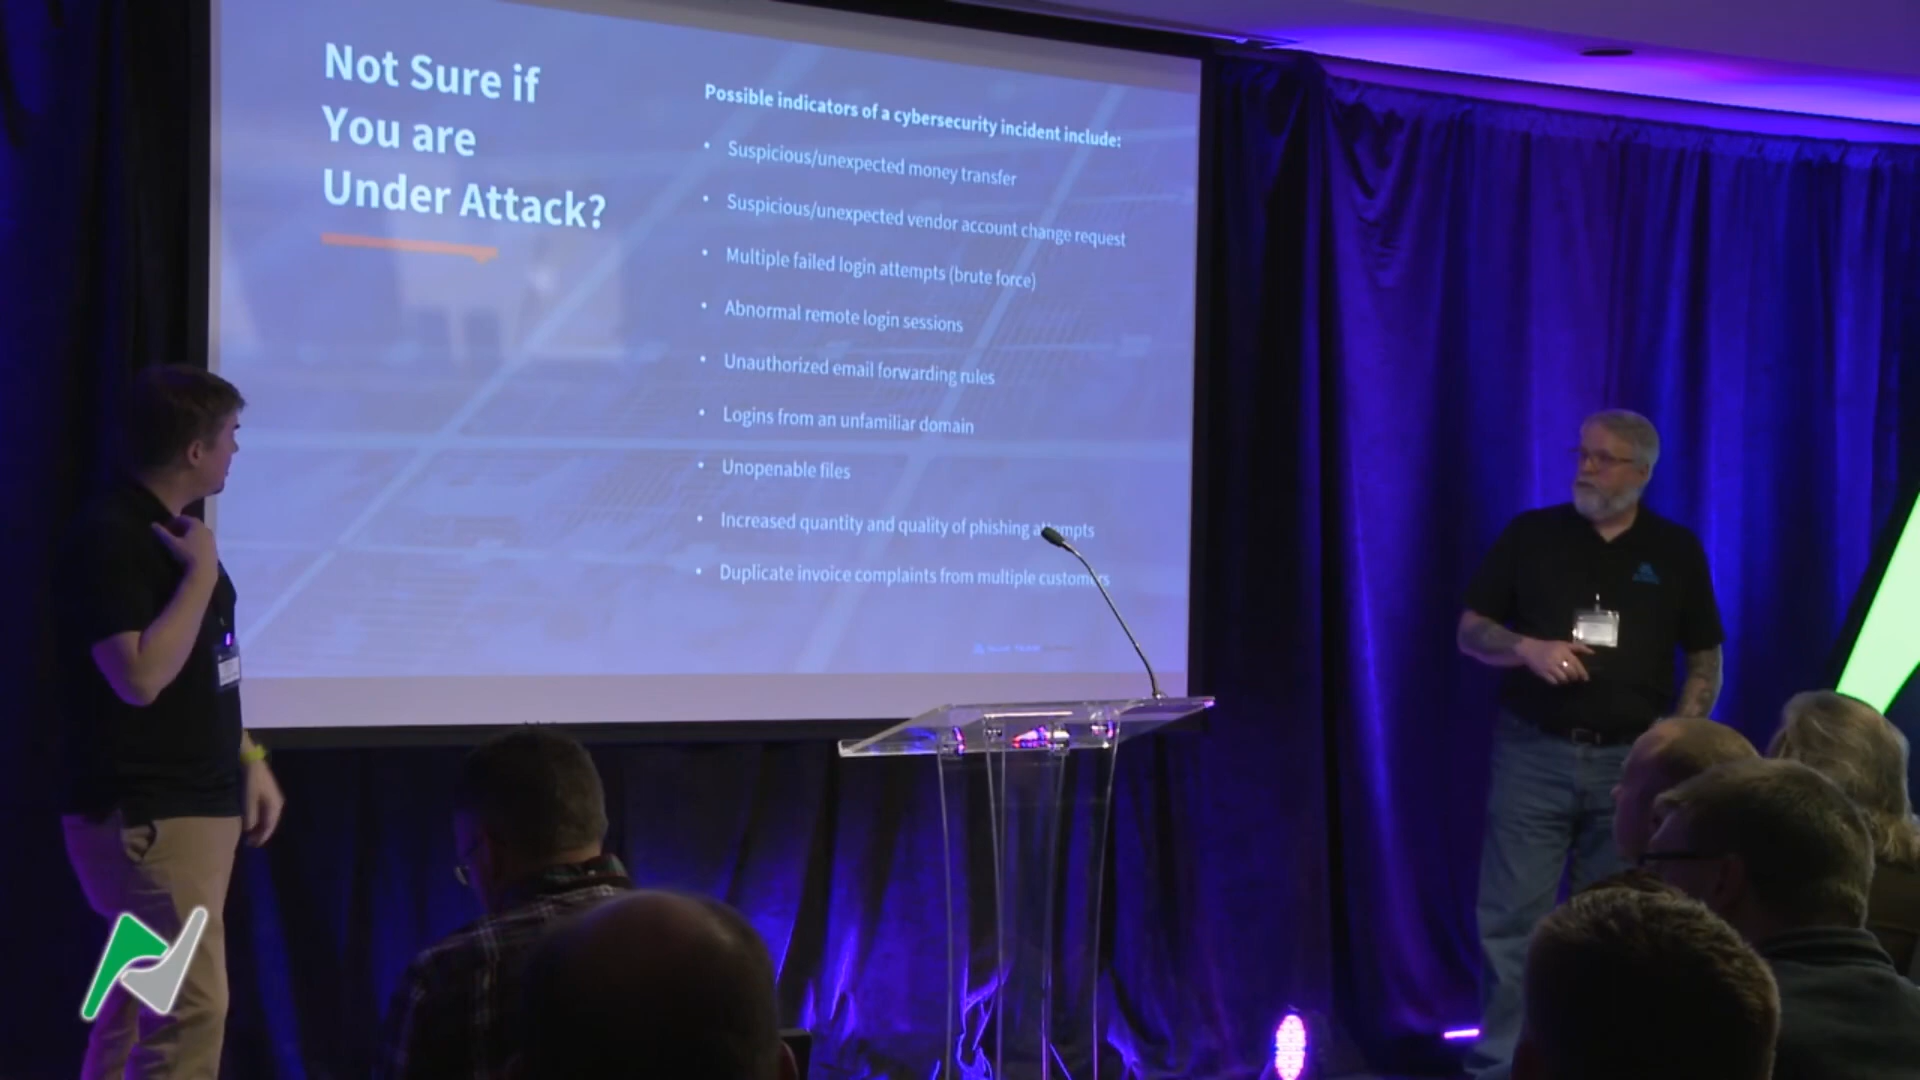 Not Sure if
You are
Under Attack?
Possible indicators of a cybersecurity incident include:
• Suspicious/unexpected money transfer
• Suspicious/unexpected vendor account change request
• Multiple failed login attempts (brute force)
• Abnormal remote login sessions
• Unauthorized email forwarding rules
• Logins from an unfamiliar domain
• Unopenable files
• Increased quantity and quality of phishing attempts
• Duplicate invoice complaints from multiple customers